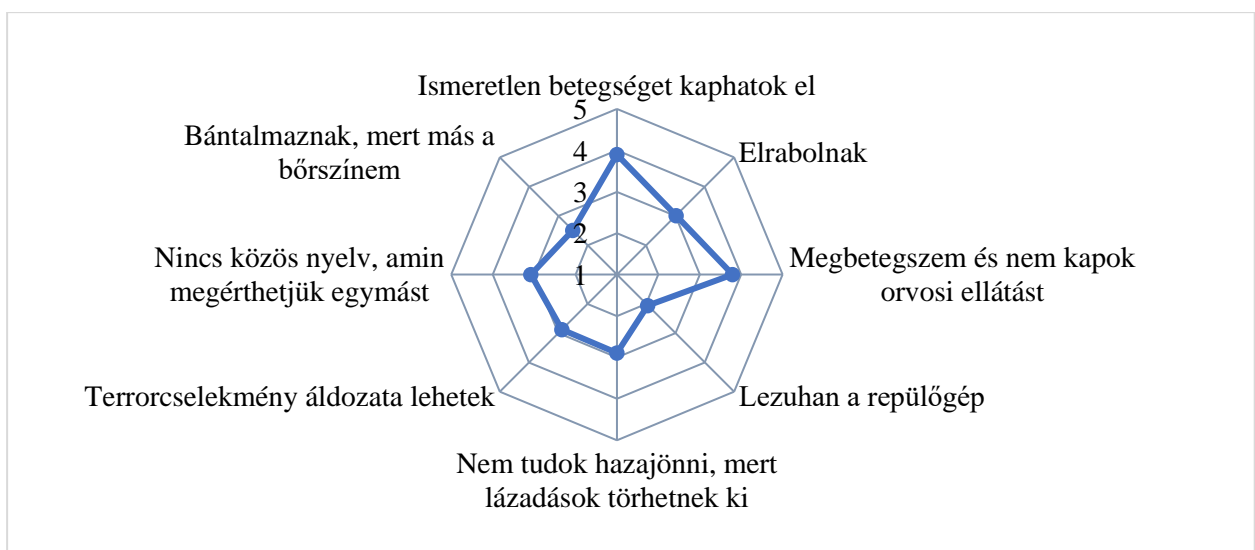 Ismeretlen betegséget kaphatok el
Elrabolnak
Megbetegszem és nem kapok
orvosi ellátást
Lezuhan a repülőgép
Nem tudok hazajönni, mert
lázadások törhetnek ki
Terrorcselekmény áldozata lehetek
Nincs közös nyelv, amin
megérthetjük egymást
Bántalmaznak, mert más a
bőrszínem
5
4
3
2
1